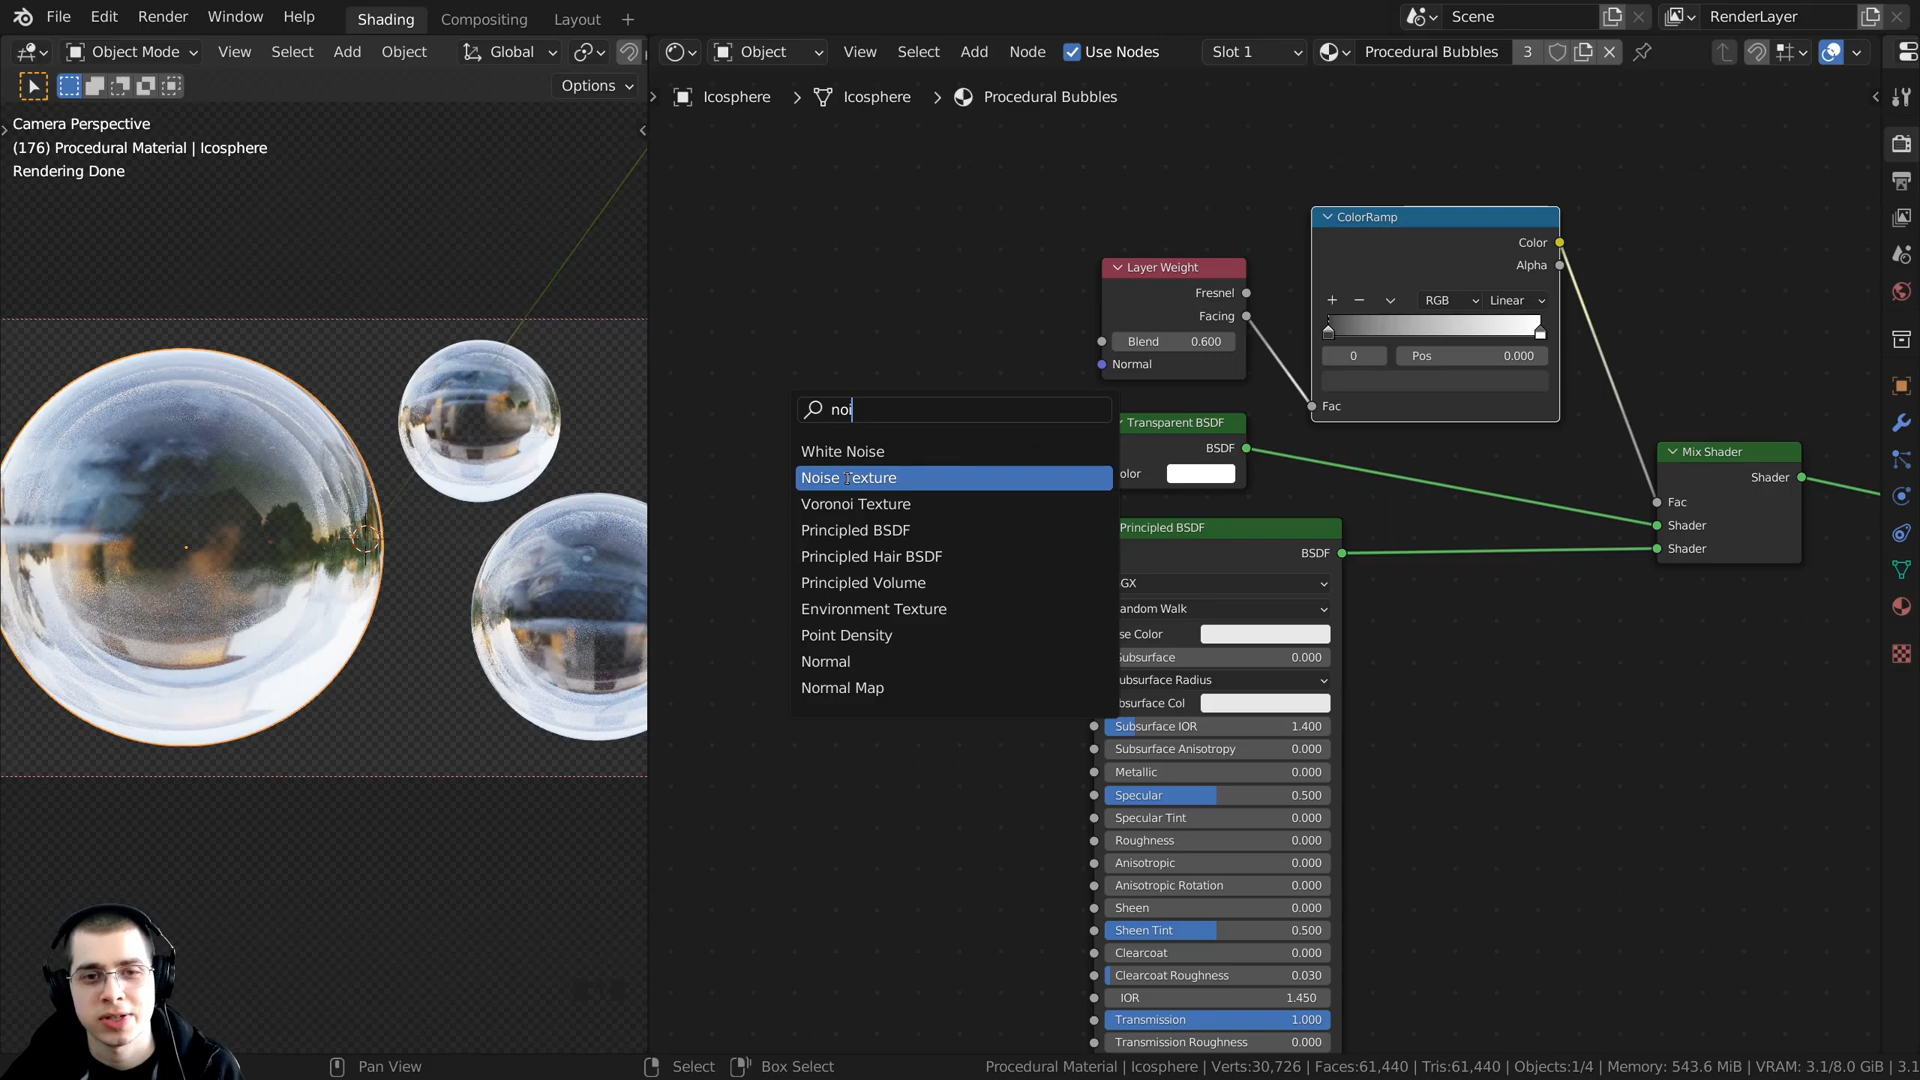 File Edit Render Window Help Shading Compositing Layout + Scene RenderLayer
Object Mode View Select Add Object Global Object View Select Add Node Use Nodes Slot 1 Procedural Bubbles 3
Options
Icosphere > Icosphere > Procedural Bubbles
Camera Perspective
(176) Procedural Material | Icosphere
Rendering Done
ColorRamp
Color
Alpha
RGB Linear
0 Pos 0.000
Fac
Layer Weight
Fresnel
Facing
Blend 0.600
Normal
noi
White Noise
Noise Texture
Voronoi Texture
Principled BSDF
Principled Hair BSDF
Principled Volume
Environment Texture
Point Density
Normal
Normal Map
Transparent BSDF
BSDF
olor
Mix Shader
Shader
Fac
Shader
Shader
Principled BSDF
BSDF
GX
andom Walk
se Color
Subsurface 0.000
ubsurface Radius
bsurface Col
Subsurface IOR 1.400
Subsurface Anisotropy 0.000
Metallic 0.000
Specular 0.500
Specular Tint 0.000
Roughness 0.000
Anisotropic 0.000
Anisotropic Rotation 0.000
Sheen 0.000
Sheen Tint 0.500
Clearcoat 0.000
Clearcoat Roughness 0.030
IOR 1.450
Transmission 1.000
Transmission Roughness 0.000
Pan View Select Box Select Procedural Material | Icosphere | Verts:30,726 | Faces:61,440 | Tris:61,440 | Objects:1/4 | Memory: 543.6 MiB | VRAM: 3.1/8.0 GiB | 3.1